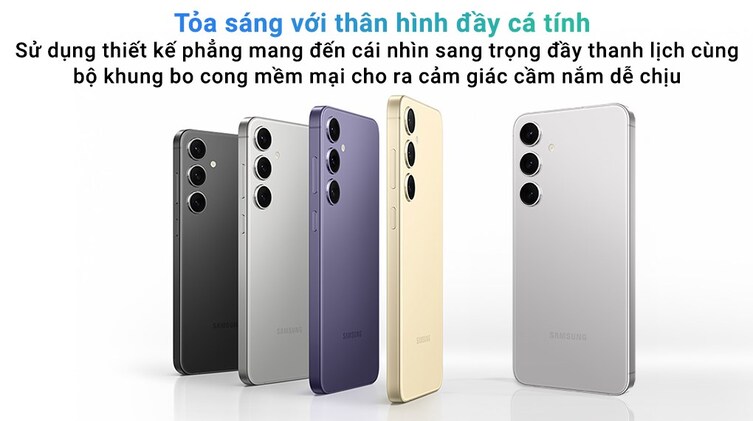 Tỏa sáng với thân hình đầy cá tính
Sử dụng thiết kế phẳng mang đến cái nhìn sang trọng đầy thanh lịch cùng
bộ khung bo cong mềm mại cho ra cảm giác cầm nắm dễ chịu
SAMSUNG
SAMSUNG
SAMSUNG
SAMSUNG
SAMSUNG